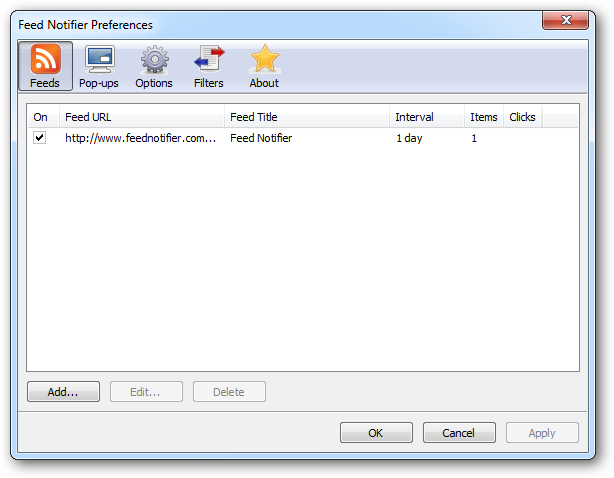 Feed Notifier Preferences
Feeds Pop-ups Options Filters About
On Feed URL Feed Title Interval Items Clicks
http://www.feednotifier.com... Feed Notifier 1 day 1
Add... Edit... Delete
OK Cancel Apply